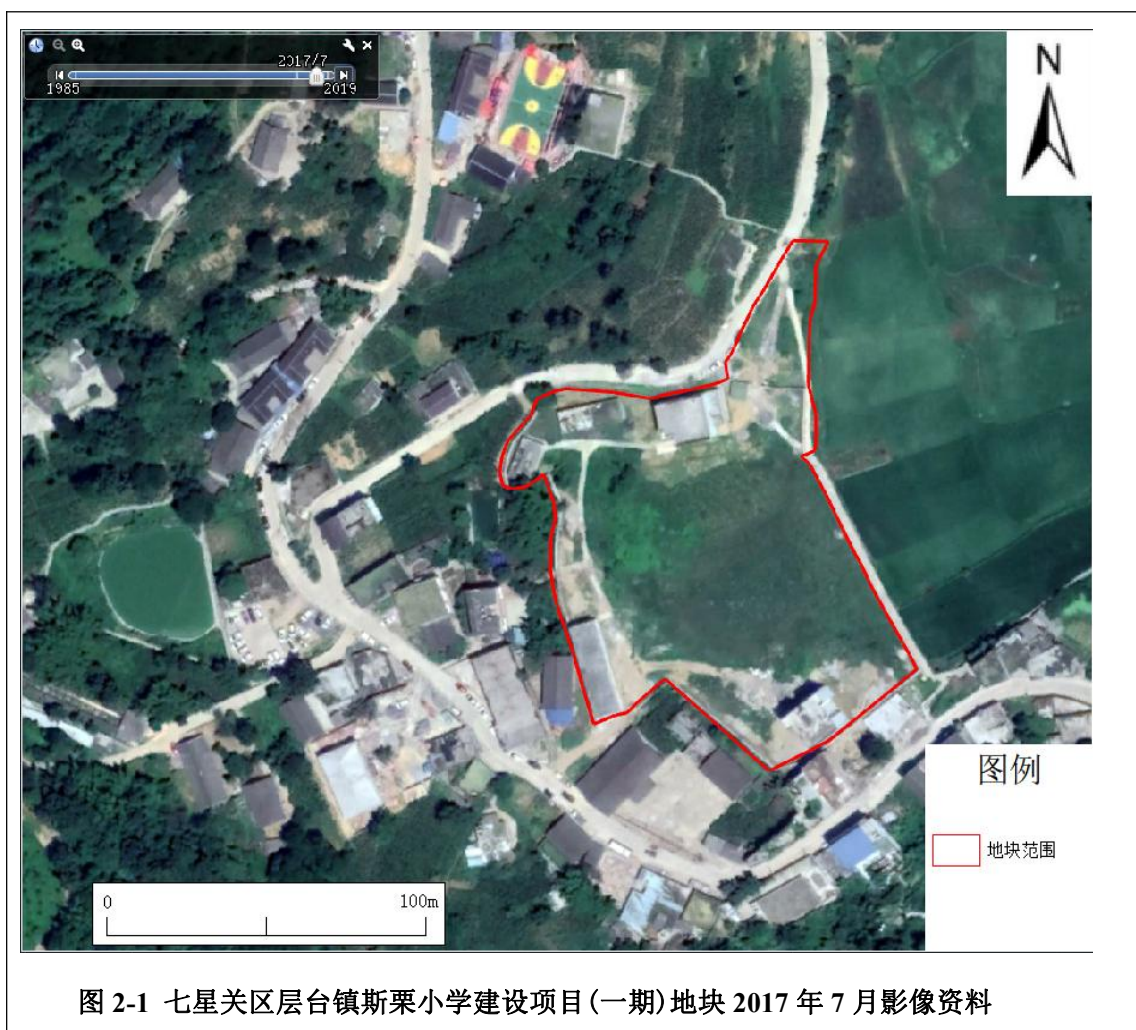 2017/7
1985
2019
N
图例
地块范围
0
100m
图 2-1 七星关区层台镇斯栗小学建设项目(一期)地块 2017 年 7 月影像资料